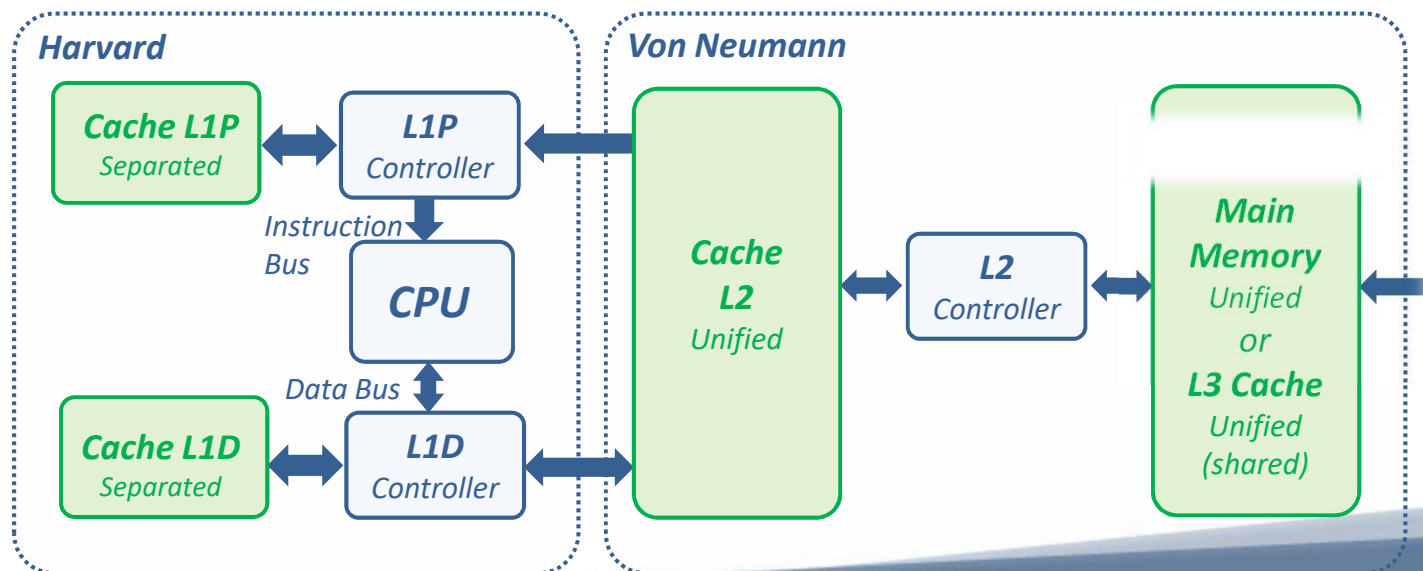 Harvard
Von Neumann
Cache L1P
Separated
L1P
Controller
Instruction
Bus
CPU
Data Bus
Cache L1D
Separated
L1D
Controller
Cache
L2
Unified
L2
Controller
Main
Memory
Unified
or
L3 Cache
Unified
(shared)